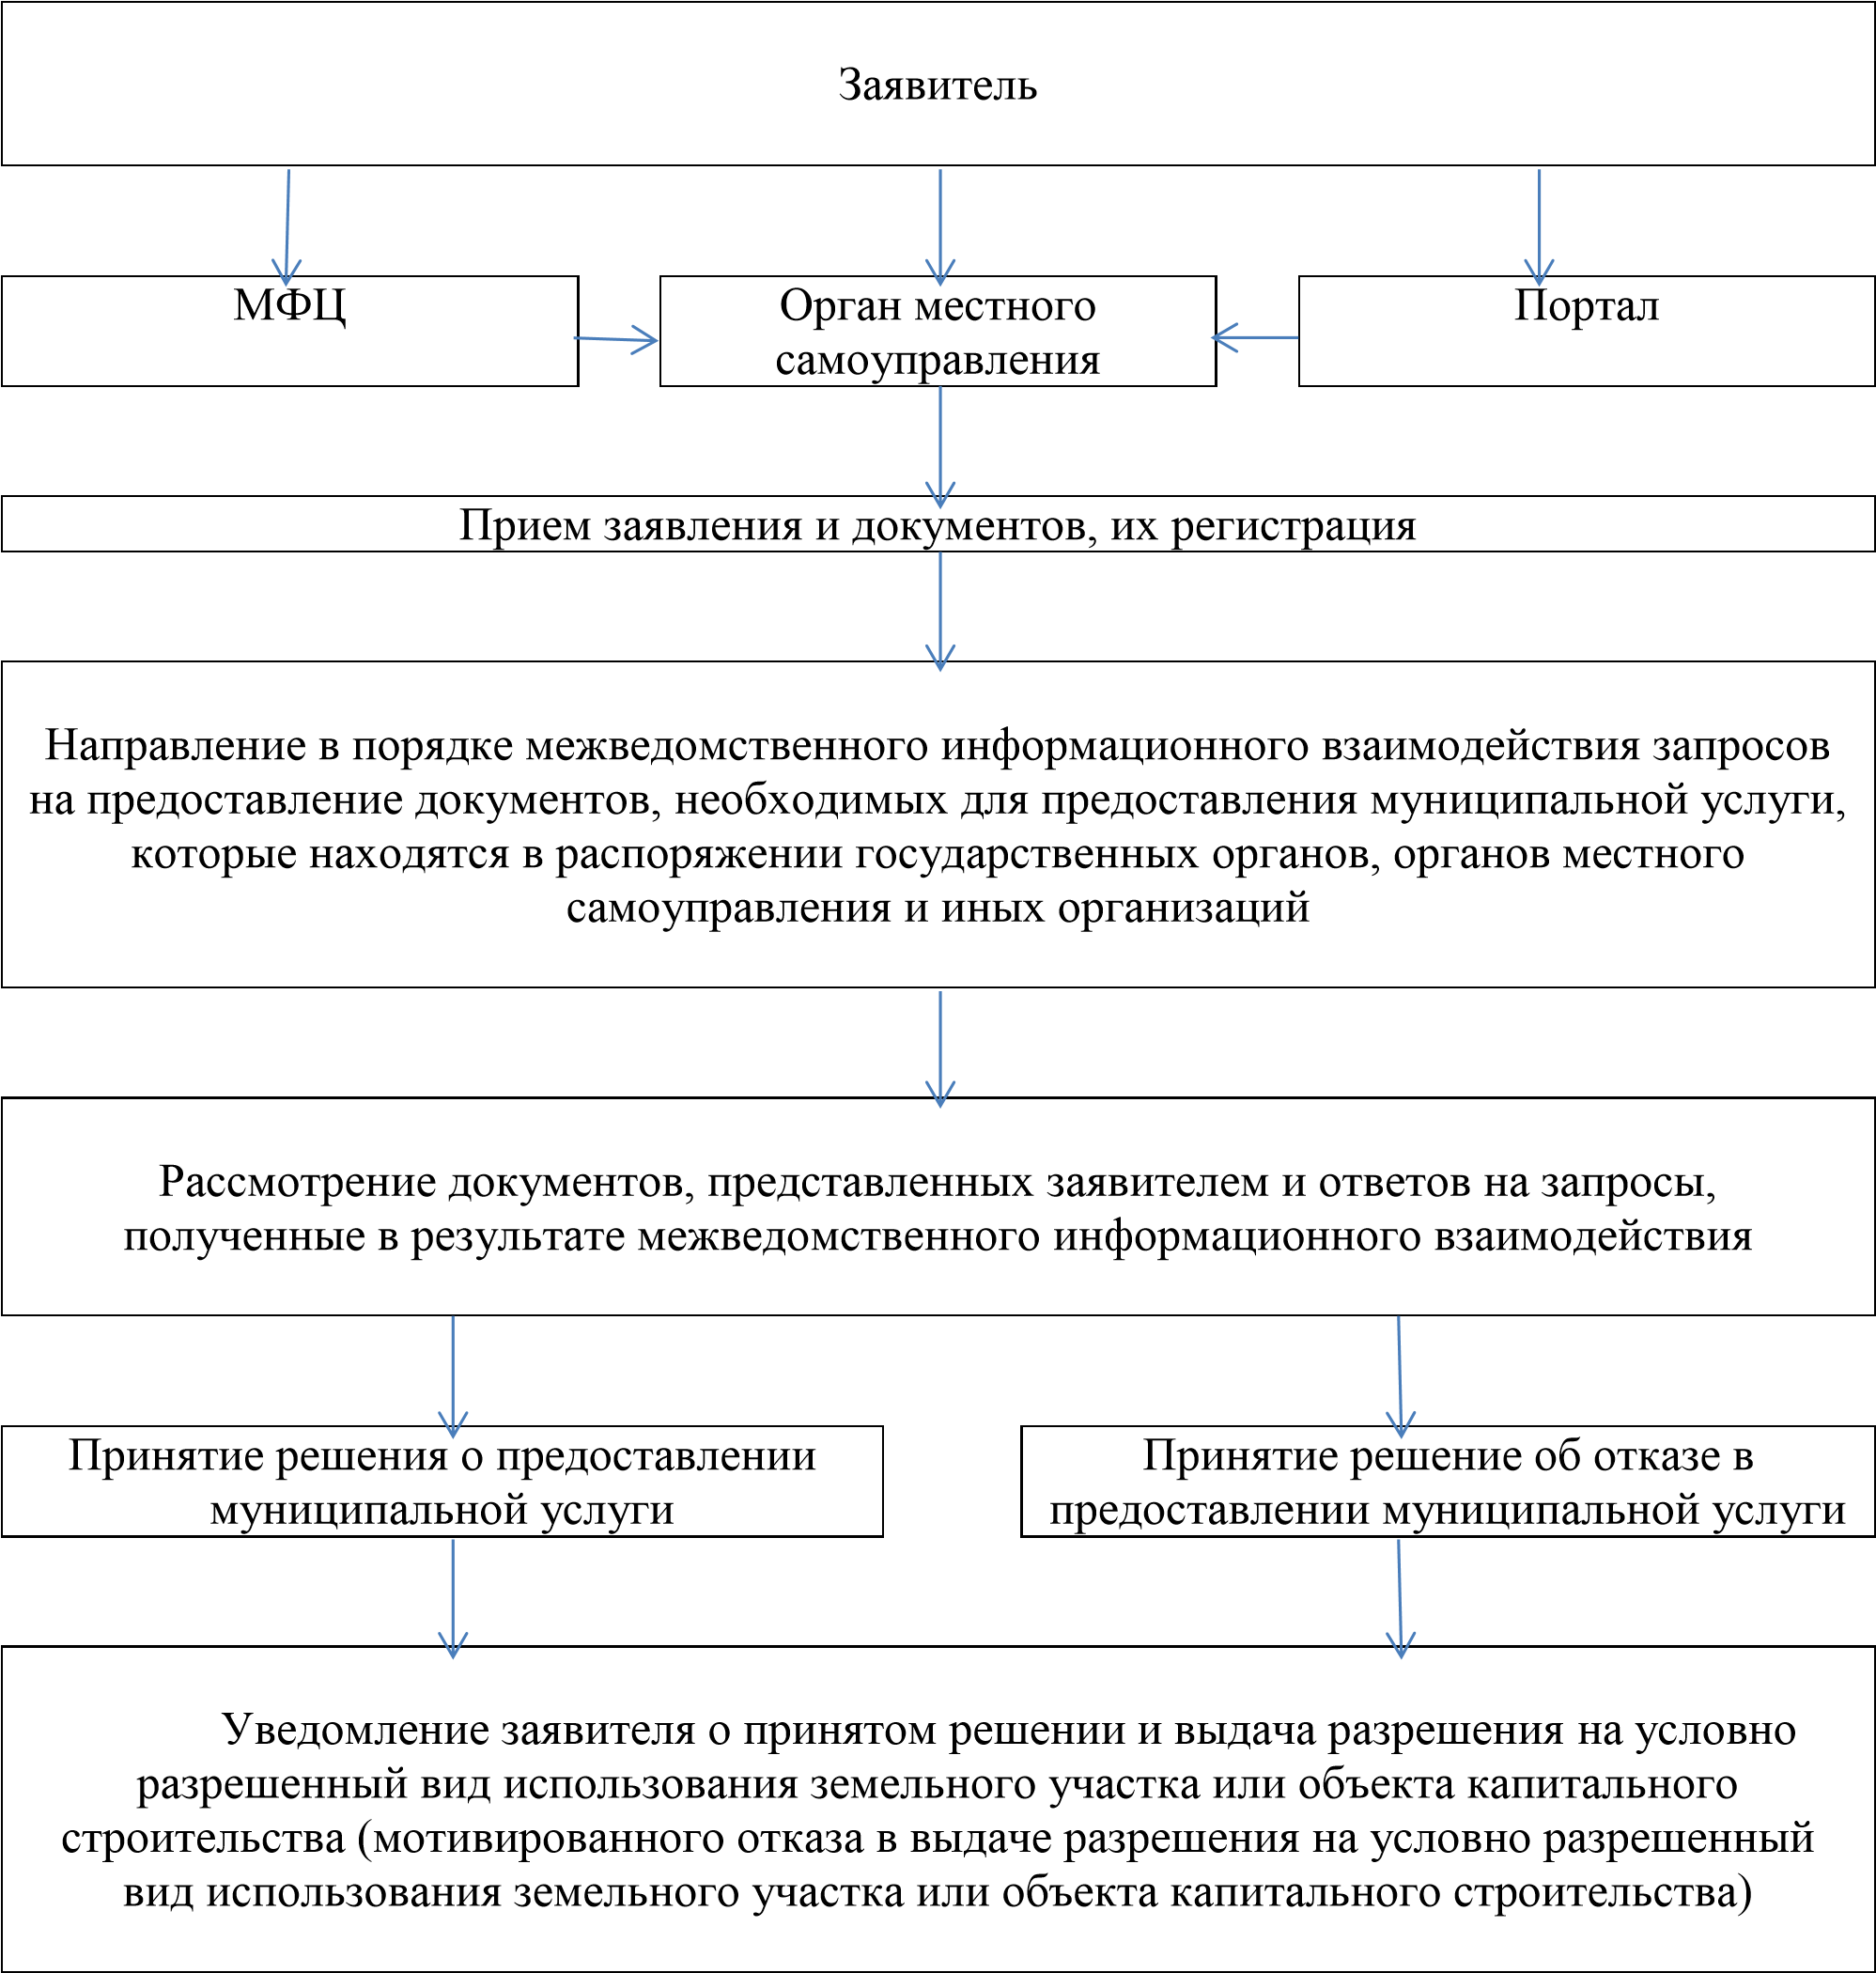 Заявитель
МФЦ
Орган местного
самоуправления
Портал
Прием заявления и документов, их регистрация
Направление в порядке межведомственного информационного взаимодействия запросов
на предоставление документов, необходимых для предоставления муниципальной услуги,
которые находятся в распоряжении государственных органов, органов местного
самоуправления и иных организаций
Рассмотрение документов, представленных заявителем и ответов на запросы,
полученные в результате межведомственного информационного взаимодействия
Принятие решения о предоставлении
муниципальной услуги
Принятие решение об отказе в
предоставлении муниципальной услуги
Уведомление заявителя о принятом решении и выдача разрешения на условно
разрешенный вид использования земельного участка или объекта капитального
строительства (мотивированного отказа в выдаче разрешения на условно разрешенный
вид использования земельного участка или объекта капитального строительства)